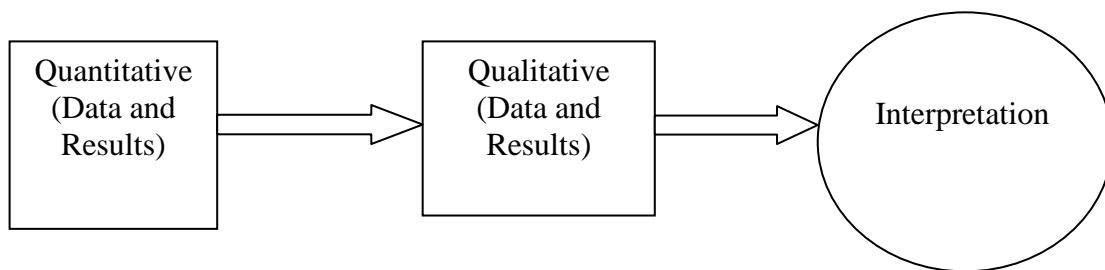 Quantitative
(Data and
Results)
Qualitative
(Data and
Results)
Interpretation